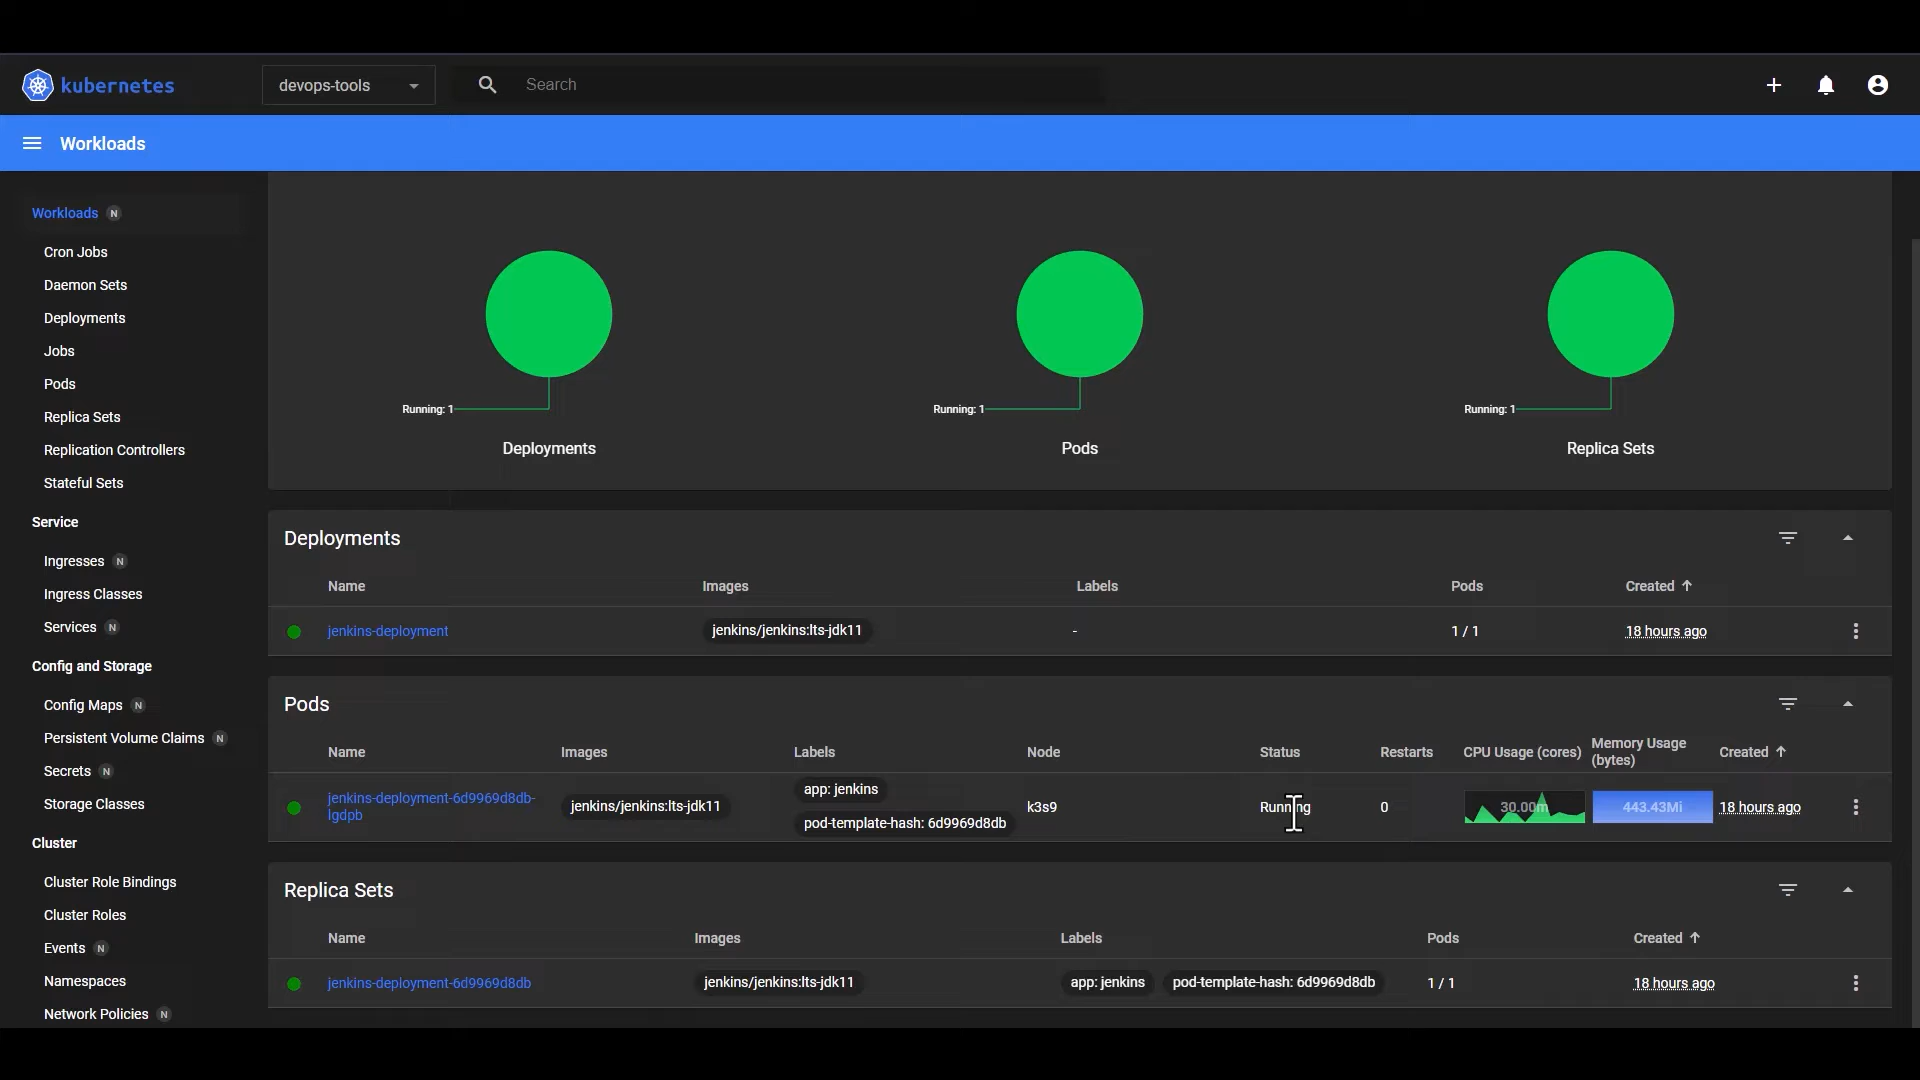 kubernetes
devops-tools
Search
Workloads
Workloads N
Cron Jobs
Daemon Sets
Deployments
Jobs
Pods
Replica Sets
Replication Controllers
Stateful Sets
Service
Ingresses N
Ingress Classes
Services N
Config and Storage
Config Maps N
Persistent Volume Claims N
Secrets N
Storage Classes
Cluster
Cluster Role Bindings
Cluster Roles
Events N
Namespaces
Network Policies N
Running: 1
Deployments
Running: 1
Pods
Running: 1
Replica Sets
Deployments
Name Images Labels Pods Created
jenkins-deployment jenkins/jenkins:lts-jdk11 - 1 / 1 18 hours ago
Pods
Name Images Labels Node Status Restarts CPU Usage (cores) Memory Usage (bytes) Created
jenkins-deployment-6d9969d8db-
lgdpb
jenkins/jenkins:lts-jdk11
app: jenkins
pod-template-hash: 6d9969d8db
k3s9 Running 0 30.00m 443.43Mi 18 hours ago
Replica Sets
Name Images Labels Pods Created
jenkins-deployment-6d9969d8db jenkins/jenkins:lts-jdk11 app: jenkins pod-template-hash: 6d9969d8db 1 / 1 18 hours ago